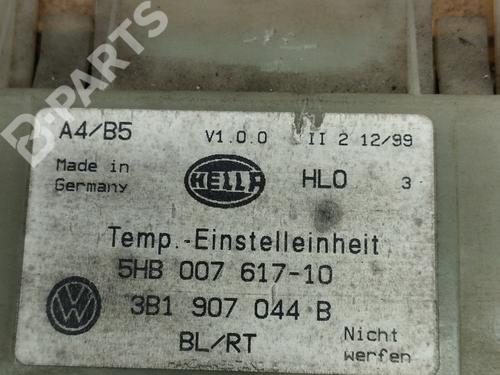 B-PARTS
A4/B5 V1.0.0 II 2 12/99
Made in
Germany
HELLA HLO 3
Temp.-Einstelleinheit
5HB 007 617-10
3B1 907 044 B
BL/RT
Nicht
werfen